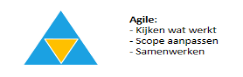 Agile:
- Kijken wat werkt
- Scope aanpassen
- Samenwerken